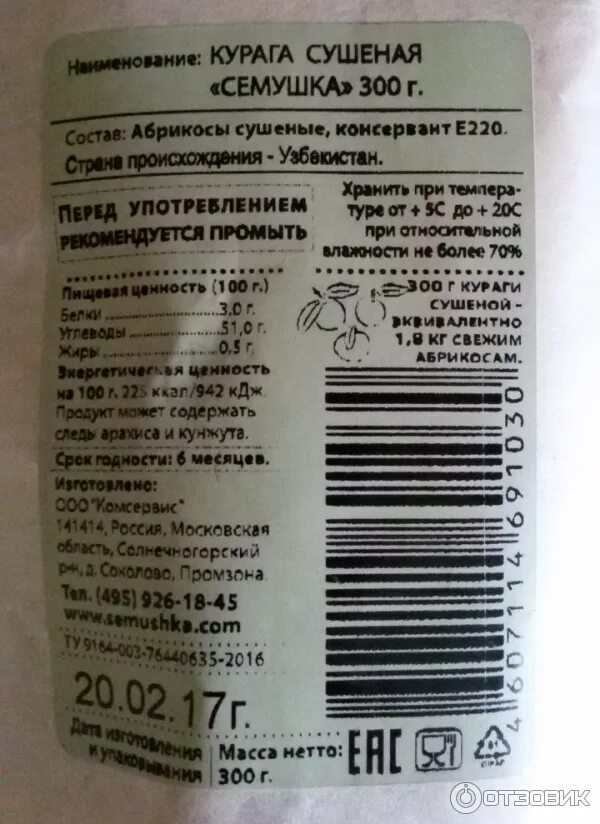 Наименование: КУРАГА СУШЕНАЯ
«СЕМУШКА» 300 г.
Состав: Абрикосы сушеные, консервант Е220.
Страна происхождения - Узбекистан.
ПЕРЕД УПОТРЕБЛЕНИЕМ
РЕКОМЕНДУЕТСЯ ПРОМЫТЬ
Хранить при темпера-
туре от + 5С до + 20С
при относительной
влажности не более 70%
Пищевая ценность (100 г.)
Белки 3.0 г.
Углеводы 51,0 г.
Жиры 0.5 г.
Энергетическая ценность
на 100 г. 225 ккал/942 кДж.
Продукт может содержать
следы арахиса и кунжута.
Срок годности: 6 месяцев.
300 Г КУРАГИ
СУШЕНОЙ -
ЭКВИВАЛЕНТНО
1,8 КГ СВЕЖИМ
АБРИКОСАМ.
Изготовлено:
ООО "Комсервис"
141414, Россия, Московская
область, Солнечногорский
р-н, д. Соколово, Промзона.
Тел. (495) 926-18-45
www.semushka.com
ТУ 9164-003-76440635-2016
20.02.17г.
Дата изготовления
и упаковывания
4607114691030
Масса нетто:
300 г.
EAC
ОТЗОВИК